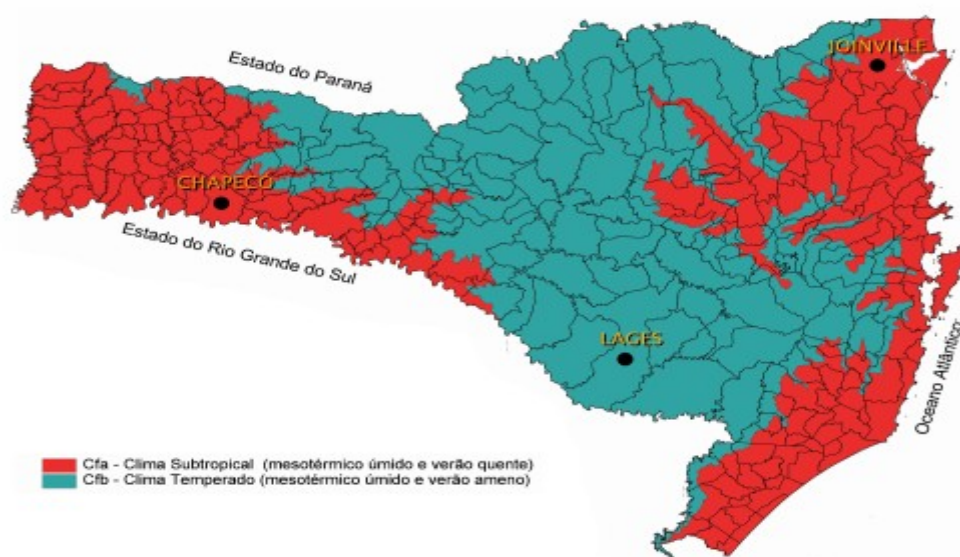 JOINVILLE
Estado do Paraná
CHAPECÓ
Estado do Rio Grande do Sul
LAGES
Oceano Atlântico
Cfa - Clima Subtropical (mesotérmico úmido e verão quente)
Cfb - Clima Temperado (mesotérmico úmido e verão ameno)